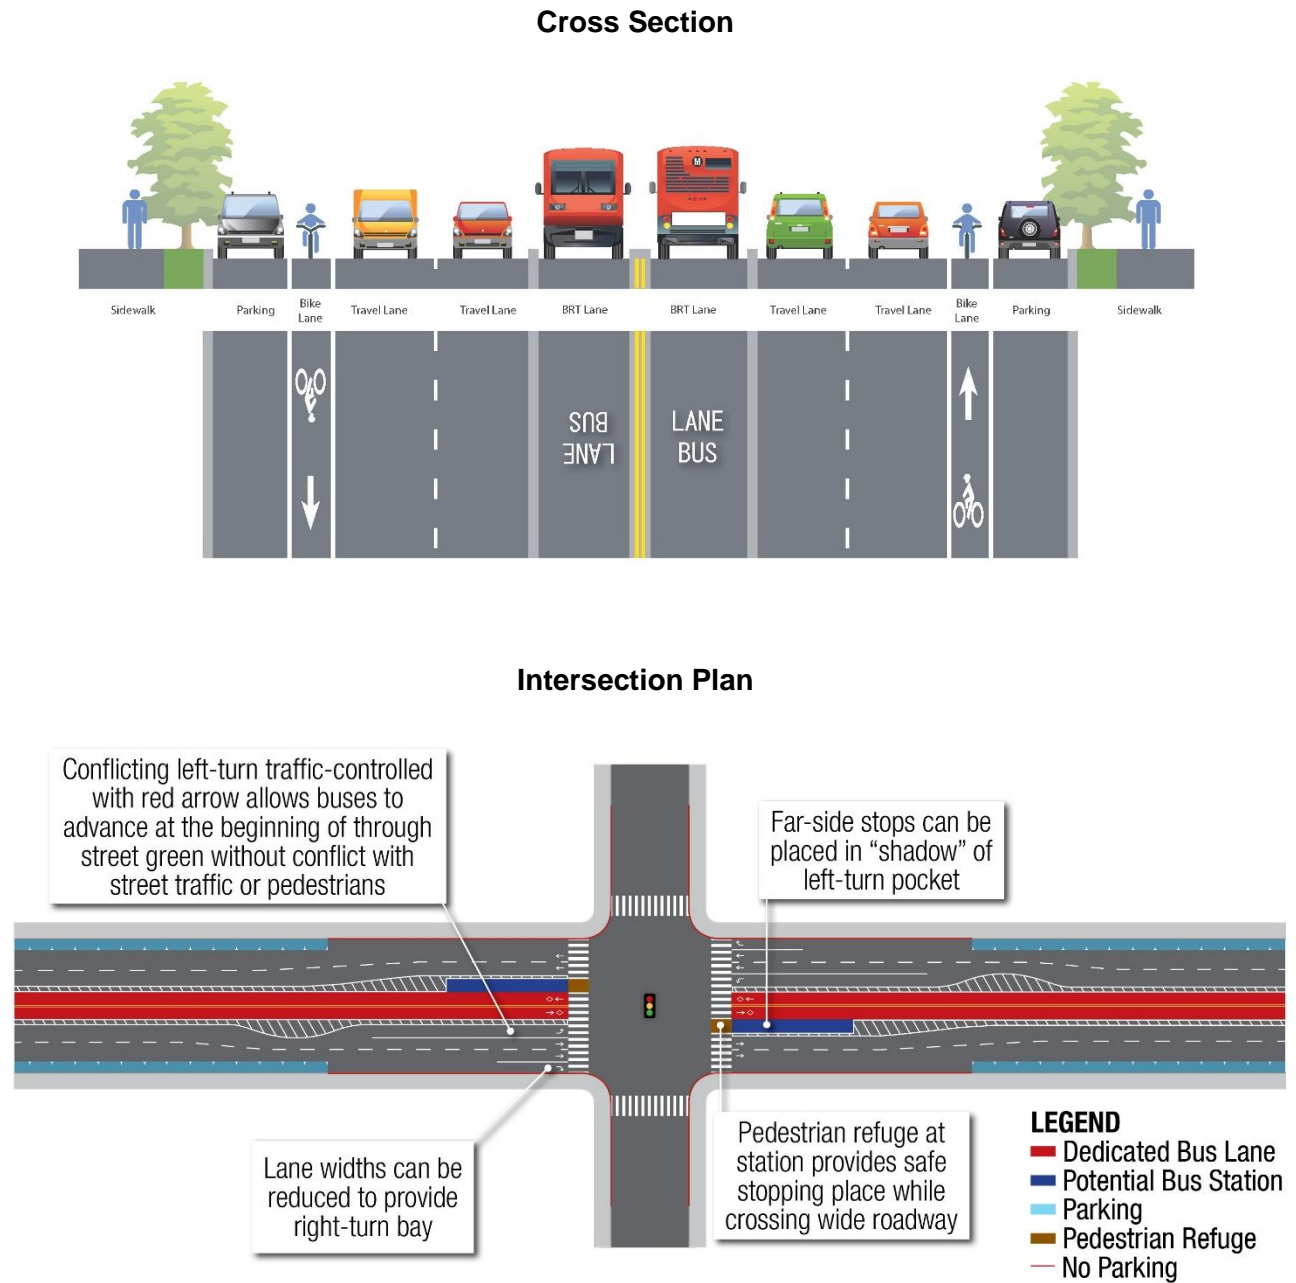 Cross Section
M
Sidewalk
Parking
Bike
Lane
Travel Lane
Travel Lane
BRT Lane
BRT Lane
Travel Lane
Travel Lane
Bike
Lane
Parking
Sidewalk
BUS
LANE
LANE
BUS
Intersection Plan
Conflicting left-turn traffic-controlled
with red arrow allows buses to
advance at the beginning of through
street green without conflict with
street traffic or pedestrians
Far-side stops can be
placed in “shadow” of
left-turn pocket
Lane widths can be
reduced to provide
right-turn bay
Pedestrian refuge at
station provides safe
stopping place while
crossing wide roadway
LEGEND
Dedicated Bus Lane
Potential Bus Station
Parking
Pedestrian Refuge
No Parking